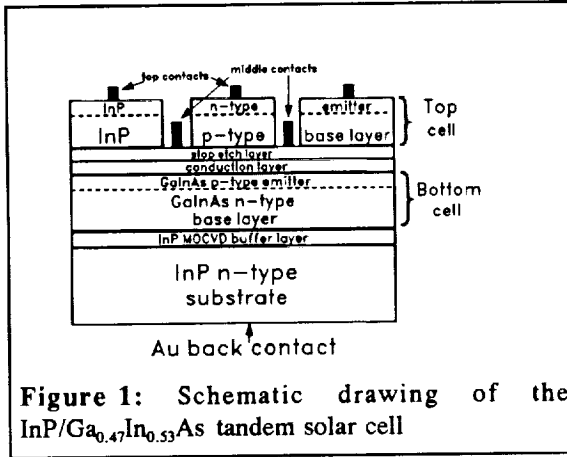 top contacts middle contacts
InP n-type emitter Top
InP p-type base layer cell
stop etch layer
conduction layer
GaInAs p-type emitter
GaInAs n-type Bottom
base layer cell
InP MOCVD buffer layer
InP n-type
substrate
Au back contact
Figure 1: Schematic drawing of the
InP/Ga0.47In0.53As tandem solar cell